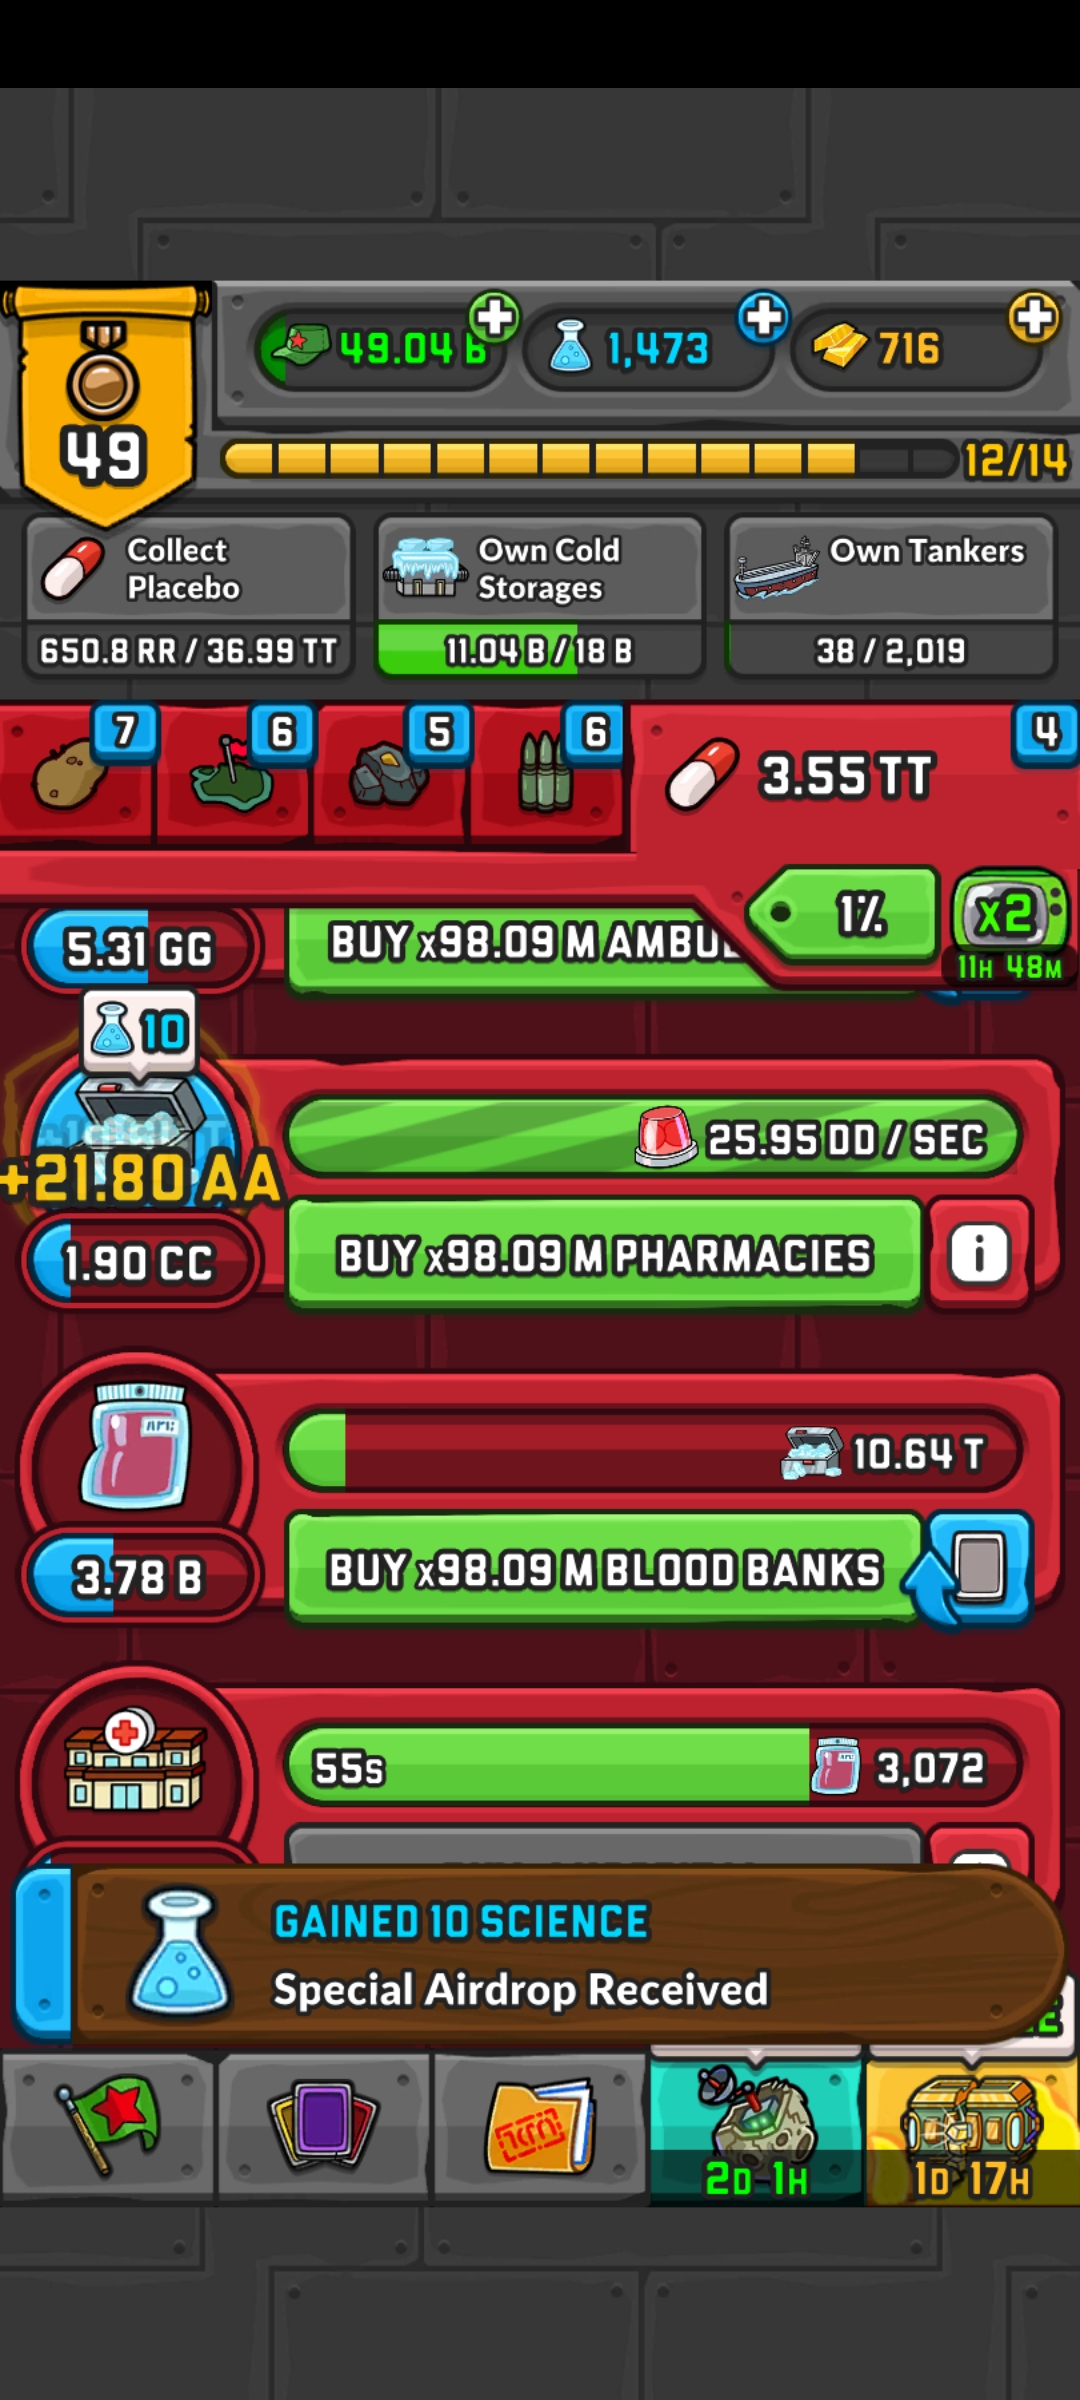 49
49.04 B
1,473
716
12/14
Collect
Placebo
650.8 RR / 36.99 TT
Own Cold
Storages
11.04 B / 18 B
Own Tankers
38 / 2,019
7
6
5
6
3.55 TT
4
1%
x2
11H 48M
5.31 GG
BUY x98.09 M AMBUL
10
+21.80 AA
1.90 CC
25.95 DD / SEC
BUY x98.09 M PHARMACIES
i
3.78 B
10.64 T
BUY x98.09 M BLOOD BANKS
55s
3,072
GAINED 10 SCIENCE
Special Airdrop Received
2D 1H
1D 17H